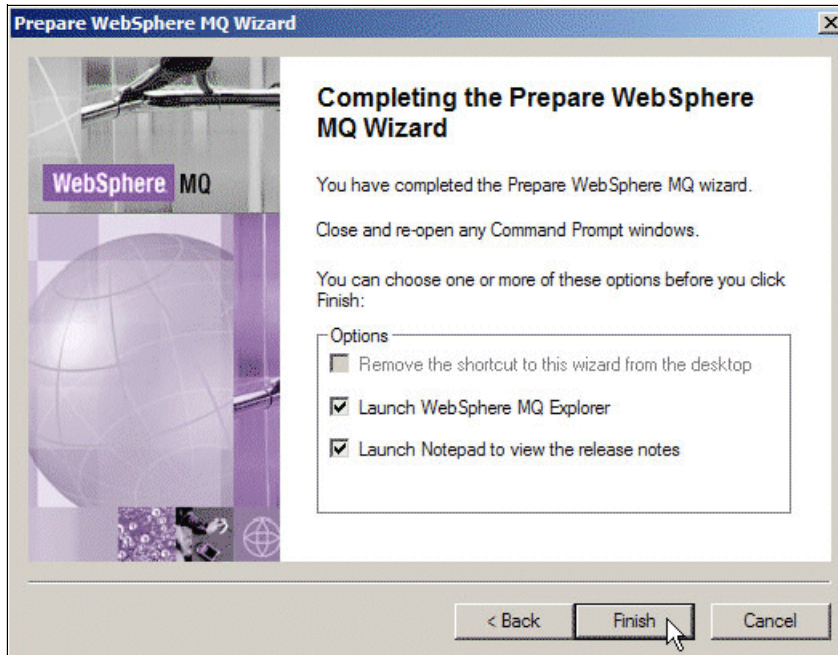 Prepare WebSphere MQ Wizard
WebSphere MQ
Completing the Prepare WebSphere
MQ Wizard
You have completed the Prepare WebSphere MQ wizard.
Close and re-open any Command Prompt windows.
You can choose one or more of these options before you click
Finish:
Options
Remove the shortcut to this wizard from the desktop
Launch WebSphere MQ Explorer
Launch Notepad to view the release notes
< Back
Finish
Cancel